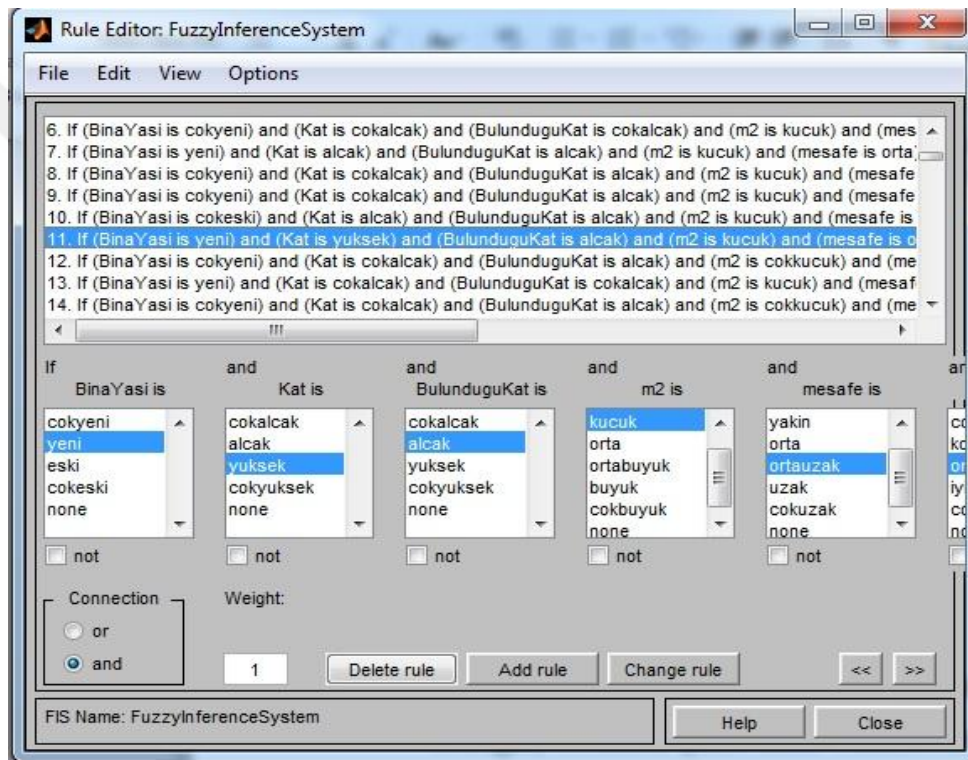 Rule Editor: FuzzyInferenceSystem
File Edit View Options
6. If (BinaYasi is cokyeni) and (Kat is cokalcak) and (BulunduguKat is cokalcak) and (m2 is kucuk) and (mes
7. If (BinaYasi is yeni) and (Kat is alcak) and (BulunduguKat is alcak) and (m2 is kucuk) and (mesafe is orta)
8. If (BinaYasi is cokyeni) and (Kat is cokalcak) and (BulunduguKat is alcak) and (m2 is kucuk) and (mesafe
9. If (BinaYasi is cokyeni) and (Kat is cokalcak) and (BulunduguKat is alcak) and (m2 is kucuk) and (mesafe
10. If (BinaYasi is cokeski) and (Kat is alcak) and (BulunduguKat is alcak) and (m2 is kucuk) and (mesafe is
11. If (BinaYasi is yeni) and (Kat is yuksek) and (BulunduguKat is alcak) and (m2 is kucuk) and (mesafe is o
12. If (BinaYasi is cokyeni) and (Kat is cokalcak) and (BulunduguKat is alcak) and (m2 is cokkucuk) and (me
13. If (BinaYasi is yeni) and (Kat is cokalcak) and (BulunduguKat is cokalcak) and (m2 is kucuk) and (mesaf
14. If (BinaYasi is cokyeni) and (Kat is cokalcak) and (BulunduguKat is alcak) and (m2 is cokkucuk) and (me
If and and and and
BinaYasi is Kat is BulunduguKat is m2 is mesafe is
cokyeni cokalcak cokalcak kucuk yakin
yeni alcak alcak orta orta
eski yuksek yuksek ortabuyuk ortauzak
cokeski cokyuksek cokyuksek buyuk uzak
none none none cokbuyuk cokuzak
none none
not not not not not
Connection Weight:
or
and 1 Delete rule Add rule Change rule << >>
FIS Name: FuzzyInferenceSystem Help Close